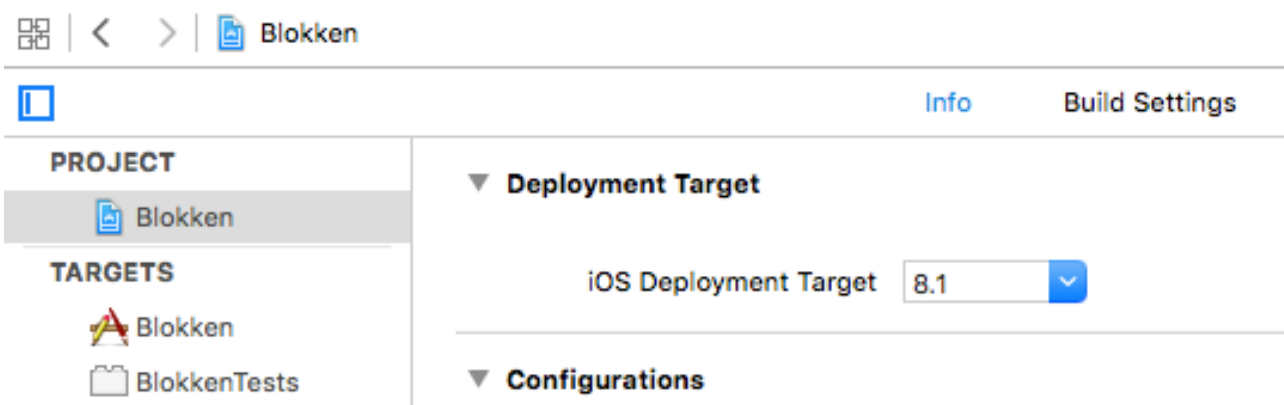 Blokken
Info Build Settings
PROJECT
Blokken
TARGETS
Blokken
BlokkenTests
Deployment Target
iOS Deployment Target 8.1
Configurations